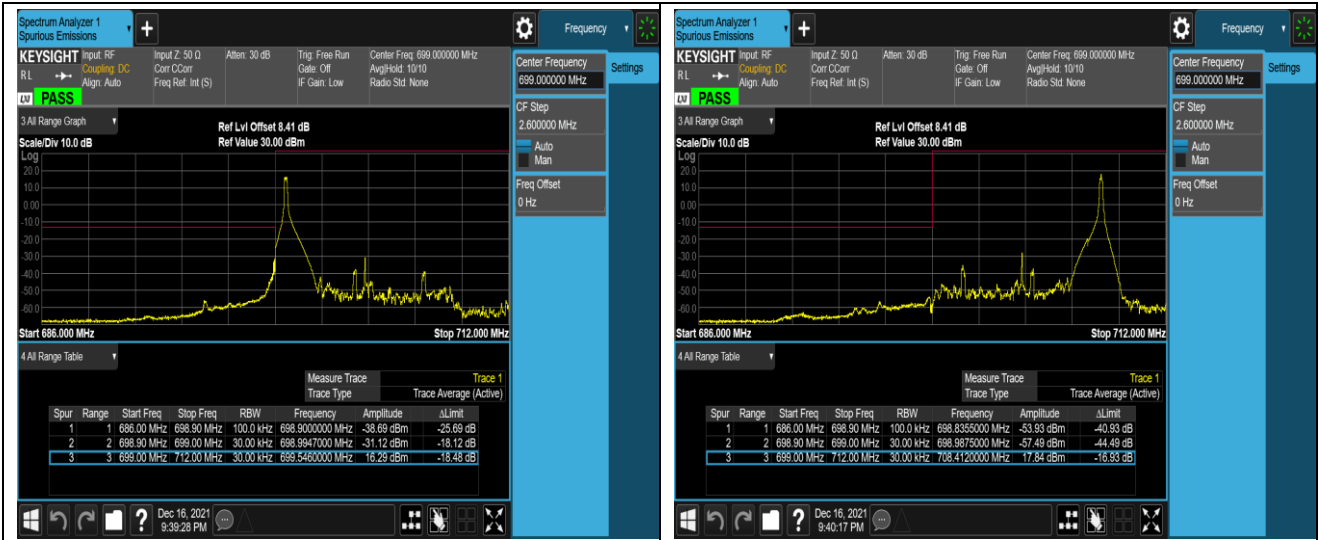 Spectrum Analyzer 1
Spurious Emissions
+
Frequency
KEYSIGHT Input: RF Input Z: 50 Ω Atten: 30 dB Trig: Free Run Center Freq: 699.000000 MHz
RL Coupling: DC Corr CCorr Gate: Off Avg|Hold: 10/10
Align: Auto Freq Ref: Int (S) IF Gain: Low Radio Std: None
LXI PASS
Center Frequency
699.000000 MHz
Settings
CF Step
2.600000 MHz
Auto
Man
Freq Offset
0 Hz
3 All Range Graph
Ref Lvl Offset 8.41 dB
Scale/Div 10.0 dB Ref Value 30.00 dBm
Log
20.0
10.0
0.00
-10.0
-20.0
-30.0
-40.0
-50.0
-60.0
Start 686.000 MHz Stop 712.000 MHz
4 All Range Table
Measure Trace Trace 1
Trace Type Trace Average (Active)
Spur Range Start Freq Stop Freq RBW Frequency Amplitude ΔLimit
1 1 686.00 MHz 698.90 MHz 100.0 kHz 698.9000000 MHz -38.69 dBm -25.69 dB
2 2 698.90 MHz 699.00 MHz 30.00 kHz 698.9947000 MHz -31.12 dBm -18.12 dB
3 3 699.00 MHz 712.00 MHz 30.00 kHz 699.5460000 MHz 16.29 dBm -18.48 dB
?
Dec 16, 2021
9:39:28 PM
Spectrum Analyzer 1
Spurious Emissions
+
Frequency
KEYSIGHT Input: RF Input Z: 50 Ω Atten: 30 dB Trig: Free Run Center Freq: 699.000000 MHz
RL Coupling: DC Corr CCorr Gate: Off Avg|Hold: 10/10
Align: Auto Freq Ref: Int (S) IF Gain: Low Radio Std: None
LXI PASS
Center Frequency
699.000000 MHz
Settings
CF Step
2.600000 MHz
Auto
Man
Freq Offset
0 Hz
3 All Range Graph
Ref Lvl Offset 8.41 dB
Scale/Div 10.0 dB Ref Value 30.00 dBm
Log
20.0
10.0
0.00
-10.0
-20.0
-30.0
-40.0
-50.0
-60.0
Start 686.000 MHz Stop 712.000 MHz
4 All Range Table
Measure Trace Trace 1
Trace Type Trace Average (Active)
Spur Range Start Freq Stop Freq RBW Frequency Amplitude ΔLimit
1 1 686.00 MHz 698.90 MHz 100.0 kHz 698.8355000 MHz -53.93 dBm -40.93 dB
2 2 698.90 MHz 699.00 MHz 30.00 kHz 698.9875000 MHz -57.49 dBm -44.49 dB
3 3 699.00 MHz 712.00 MHz 30.00 kHz 708.4120000 MHz 17.84 dBm -16.93 dB
?
Dec 16, 2021
9:40:17 PM